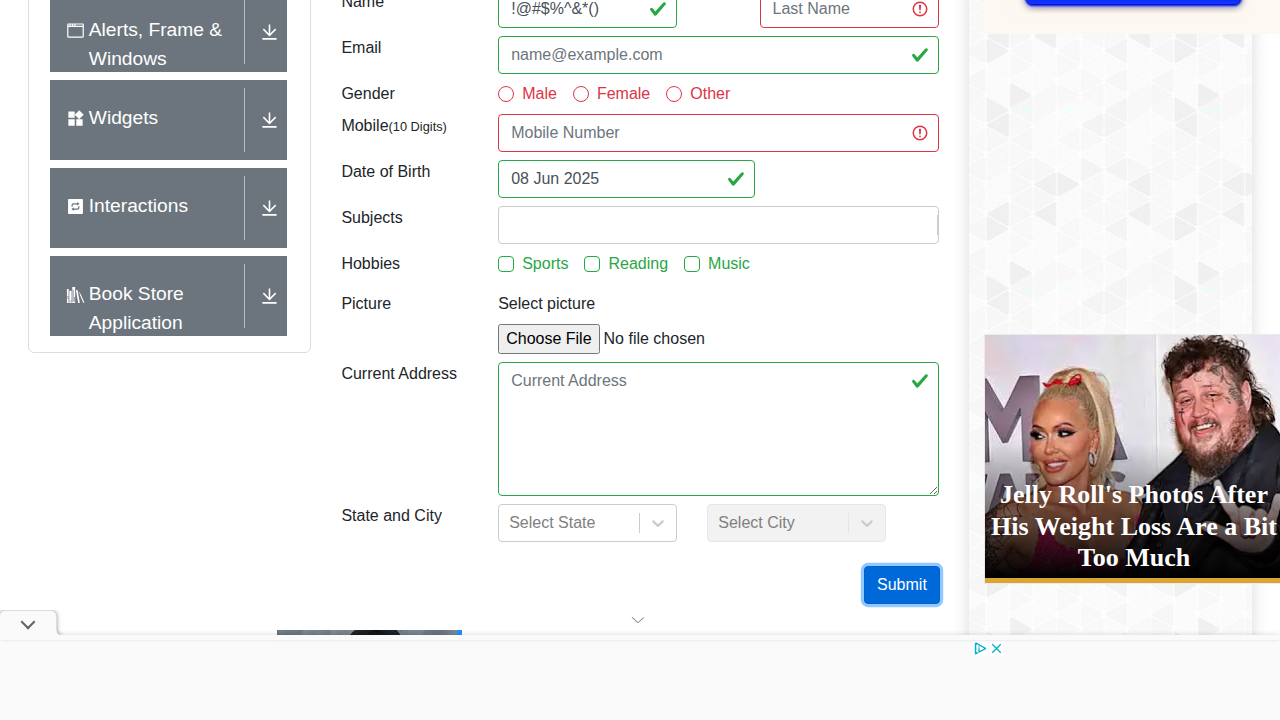 Alerts, Frame &
Windows
Widgets
Interactions
Book Store
Application
Name
!@#$%^&*()
Last Name
Email
name@example.com
Gender
Male
Female
Other
Mobile(10 Digits)
Mobile Number
Date of Birth
08 Jun 2025
Subjects
Hobbies
Sports
Reading
Music
Picture
Select picture
Choose File
No file chosen
Current Address
Current Address
State and City
Select State
Select City
Submit
Jelly Roll's Photos After
His Weight Loss Are a Bit
Too Much